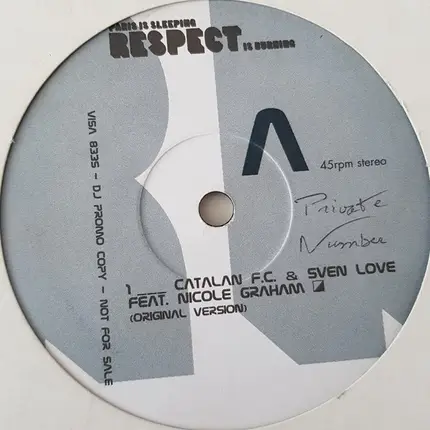 PARIS IS SLEEPING
RESPECT IS BURNING
A
45rpm stereo
Private
Number
1 ___ CATALAN F.C. & SVEN LOVE
FEAT. NICOLE GRAHAM
(ORIGINAL VERSION)
VISA 8335 - DJ PROMO COPY - NOT FOR SALE